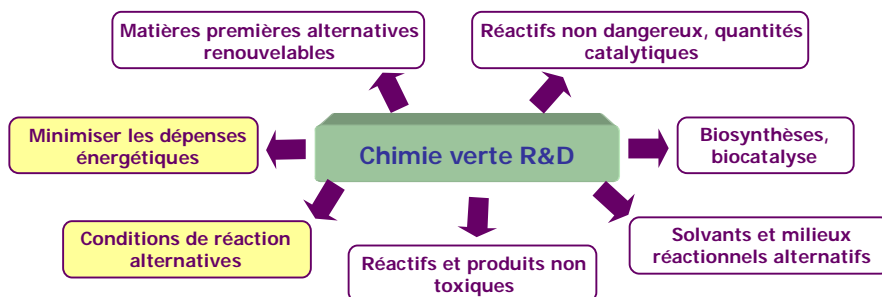 Matières premières alternatives
renouvelables
Réactifs non dangereux, quantités
catalytiques
Minimiser les dépenses
énergétiques
Chimie verte R&D
Biosynthèses,
biocatalyse
Conditions de réaction
alternatives
Réactifs et produits non
toxiques
Solvants et milieux
réactionnels alternatifs